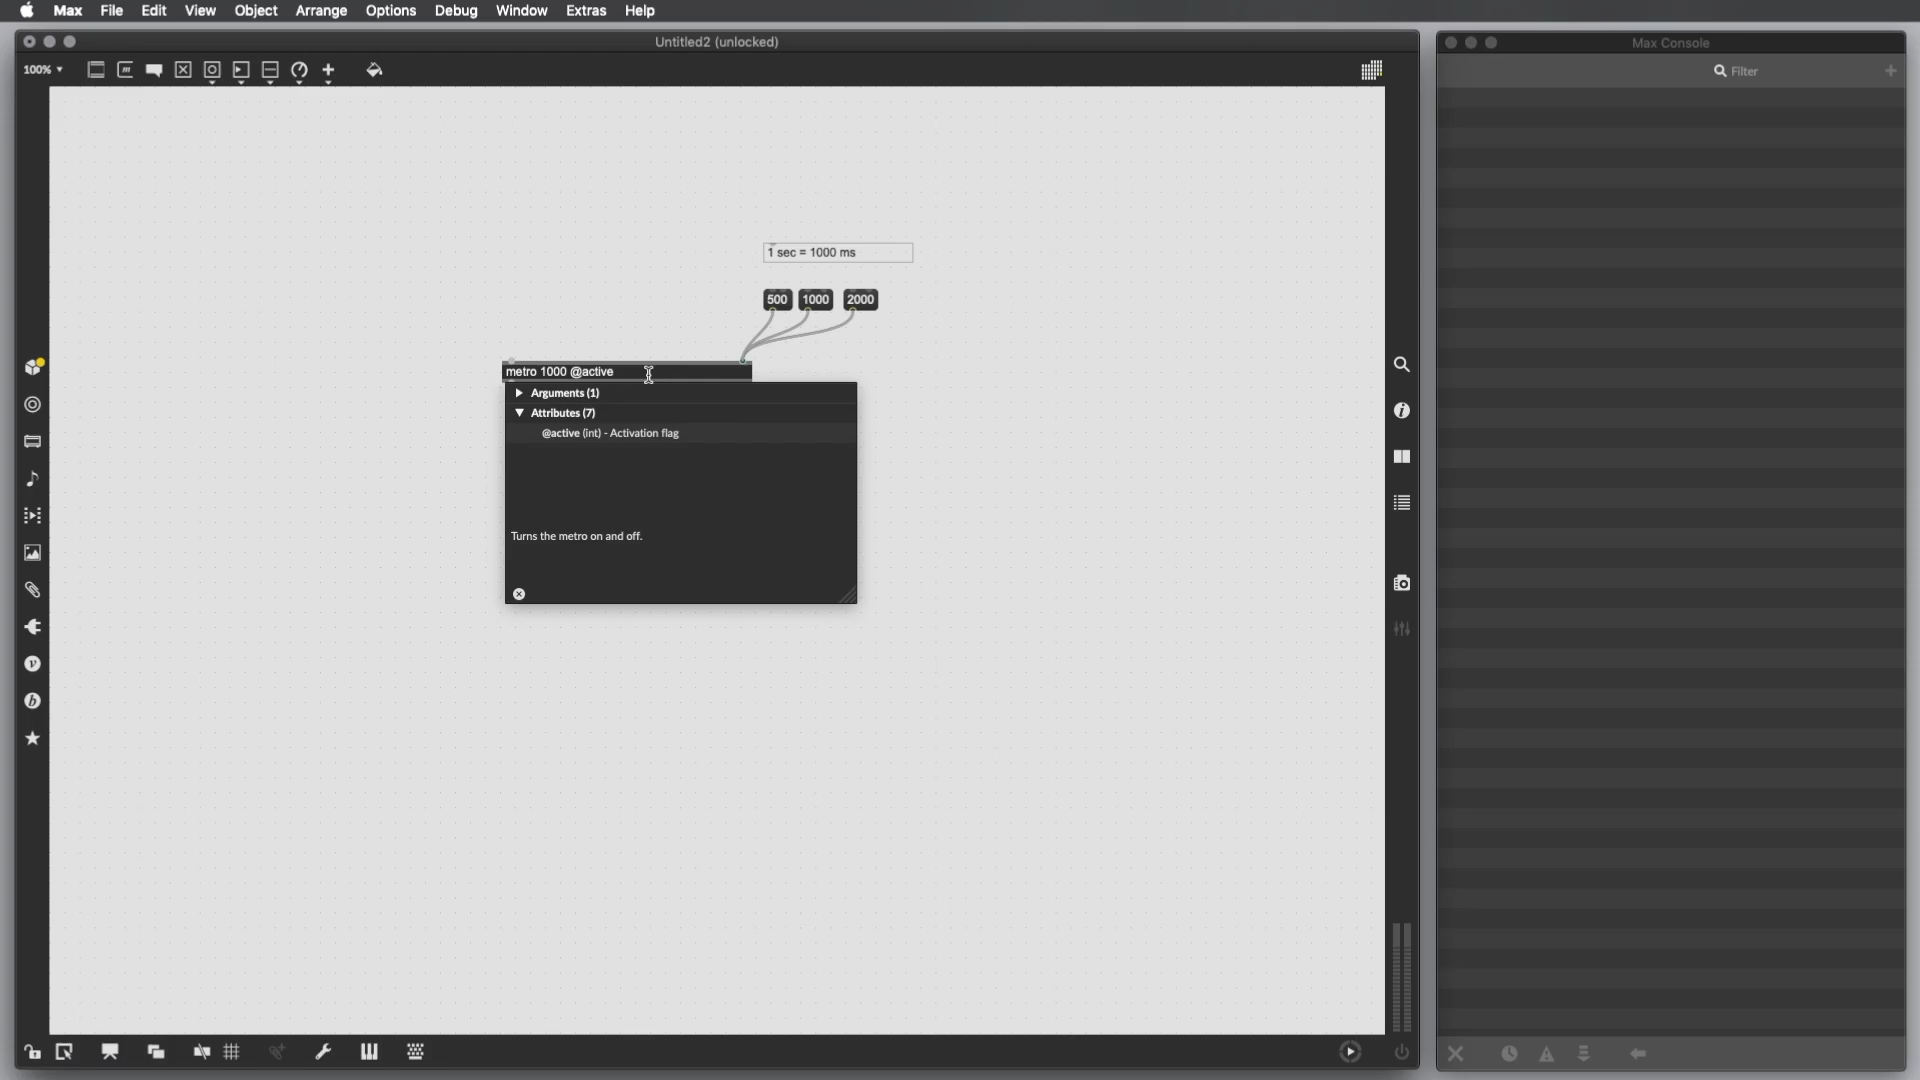 Max File Edit View Object Arrange Options Debug Window Extras Help
Untitled2 (unlocked)
Max Console
100%
Filter
1 sec = 1000 ms
500 1000 2000
metro 1000 @active
Arguments (1)
Attributes (7)
@active (int) - Activation flag
Turns the metro on and off.